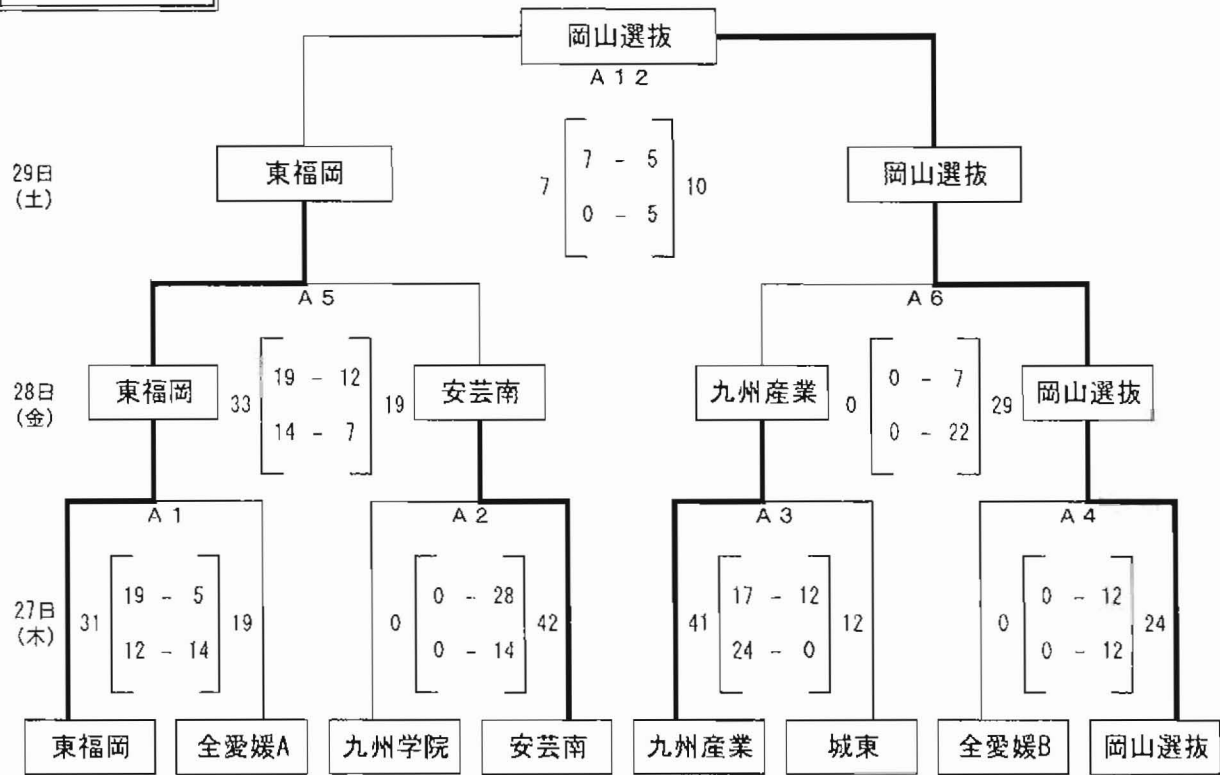 岡山選抜
A12
29日
(土)
東福岡
7
7 - 5
0 - 5
10
岡山選抜
A5
A6
28日
(金)
東福岡
33
19 - 12
14 - 7
19
安芸南
九州産業
0
0 - 7
0 - 22
29
岡山選抜
A1
A2
A3
A4
27日
(木)
31
19 - 5
12 - 14
19
0
0 - 28
0 - 14
42
41
17 - 12
24 - 0
12
0
0 - 12
0 - 12
24
東福岡
全愛媛A
九州学院
安芸南
九州産業
城東
全愛媛B
岡山選抜